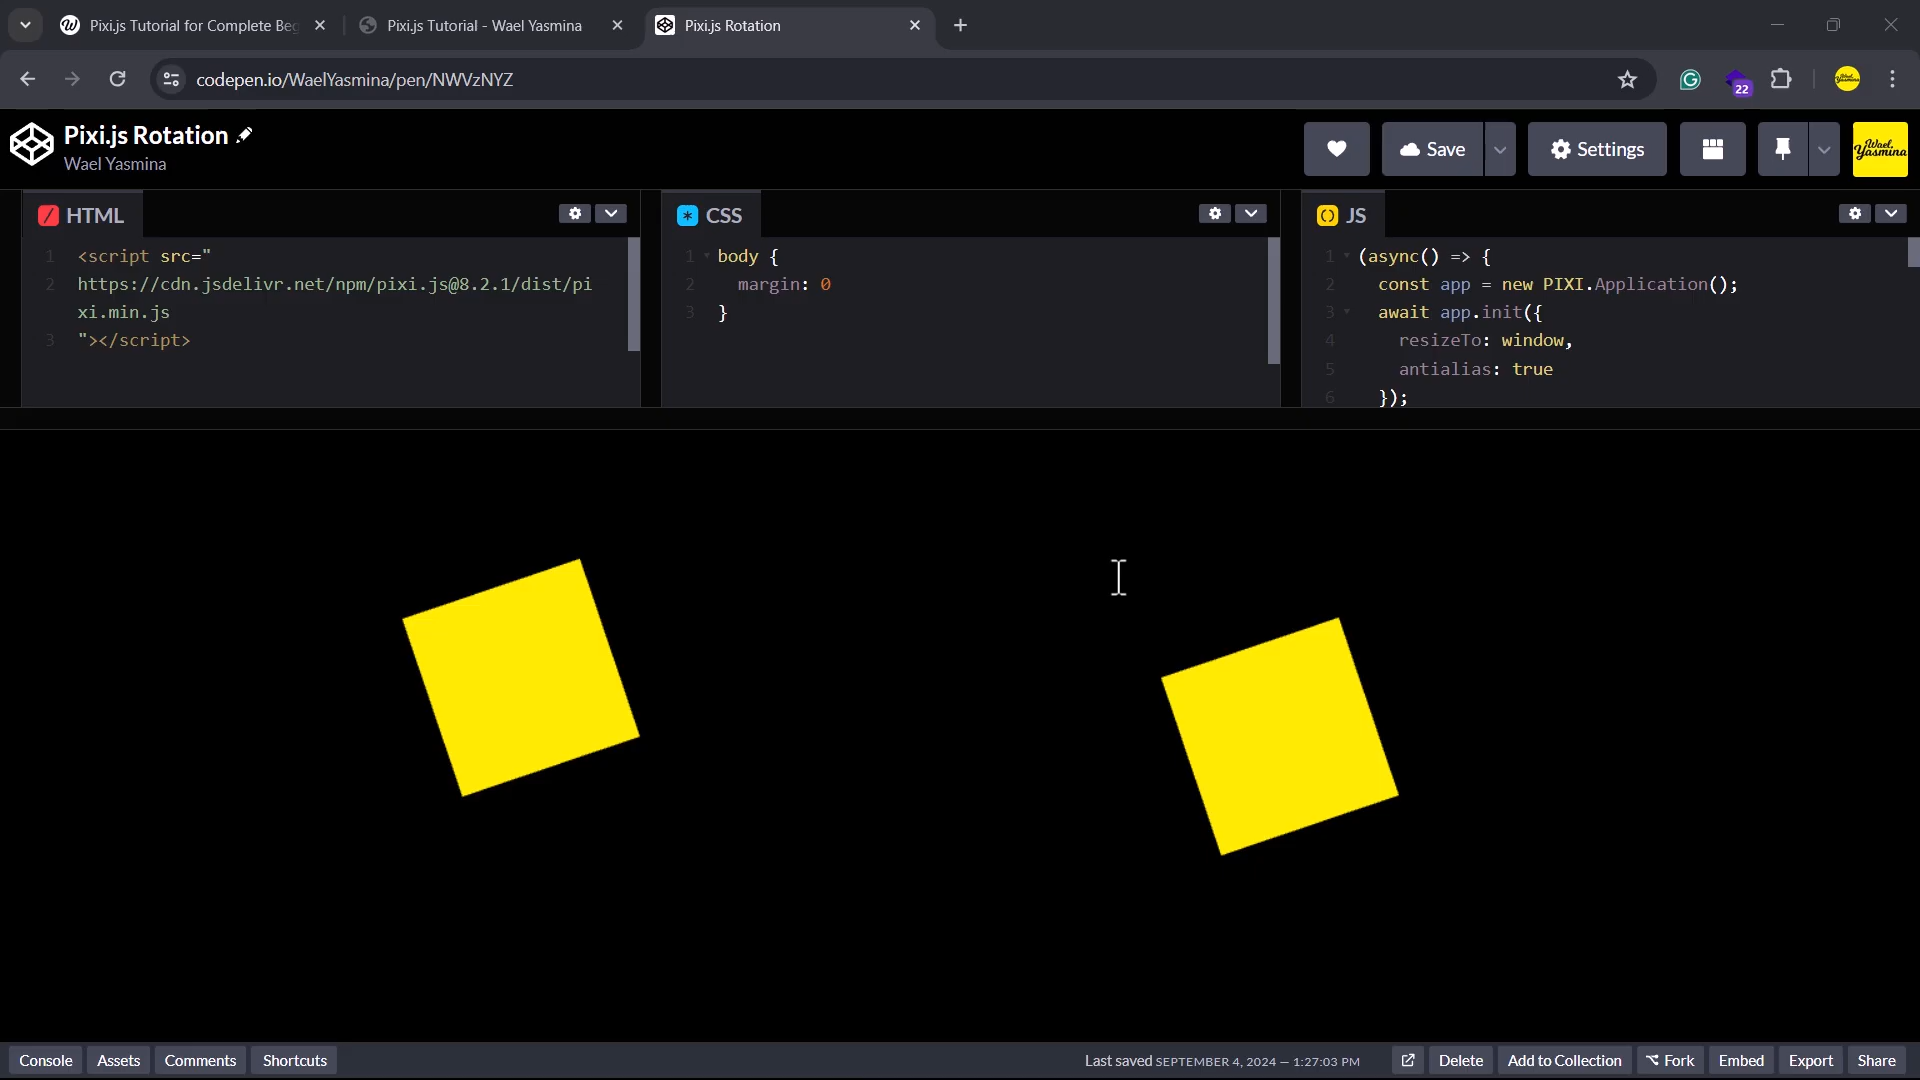 Pixi.js Tutorial for Complete Beg
Pixi.js Tutorial - Wael Yasmina
Pixi.js Rotation
codepen.io/WaelYasmina/pen/NWVzNYZ
22
Pixi.js Rotation
Wael Yasmina
Save
Settings
Wael Yasmina
HTML
1 <script src="
2 https://cdn.jsdelivr.net/npm/pixi.js@8.2.1/dist/pi
xi.min.js
3 "></script>
CSS
1 body {
2 margin: 0
3 }
JS
1 (async() => {
2 const app = new PIXI.Application();
3 await app.init({
4 resizeTo: window,
5 antialias: true
6 });
Console
Assets
Comments
Shortcuts
Last saved SEPTEMBER 4, 2024 — 1:27:03 PM
Delete
Add to Collection
Fork
Embed
Export
Share